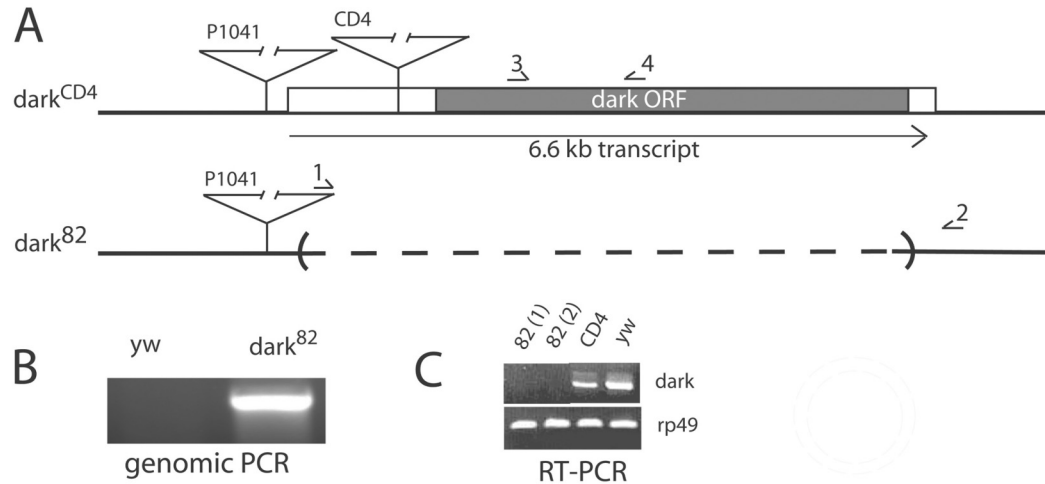 A
P1041
CD4
dark^CD4
3
4
dark ORF
6.6 kb transcript
P1041
1
dark^82
2
B
yw
dark^82
genomic PCR
C
82 (1)
82 (2)
CD4
yw
dark
rp49
RT-PCR